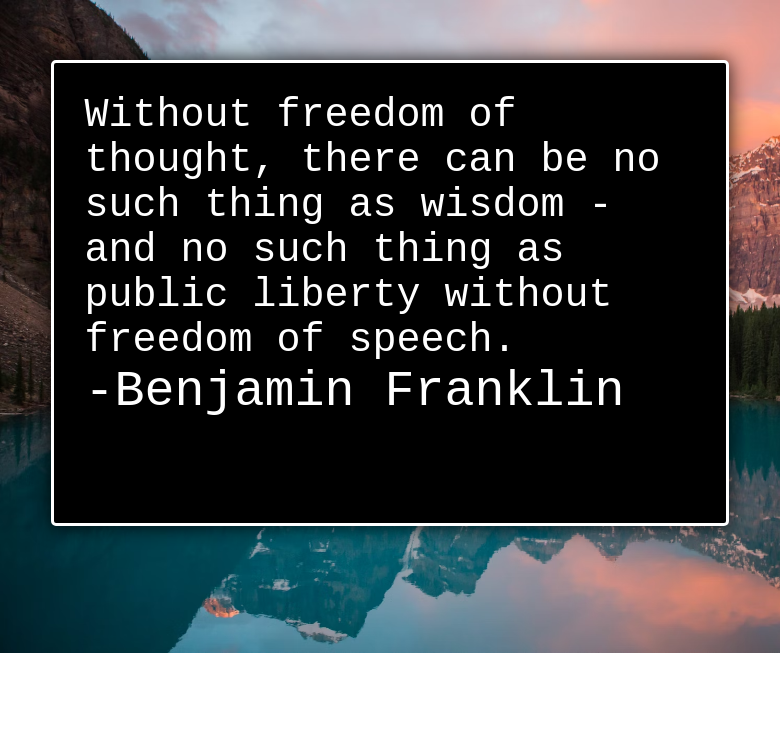 Without freedom of
thought, there can be no
such thing as wisdom -
and no such thing as
public liberty without
freedom of speech.
-Benjamin Franklin